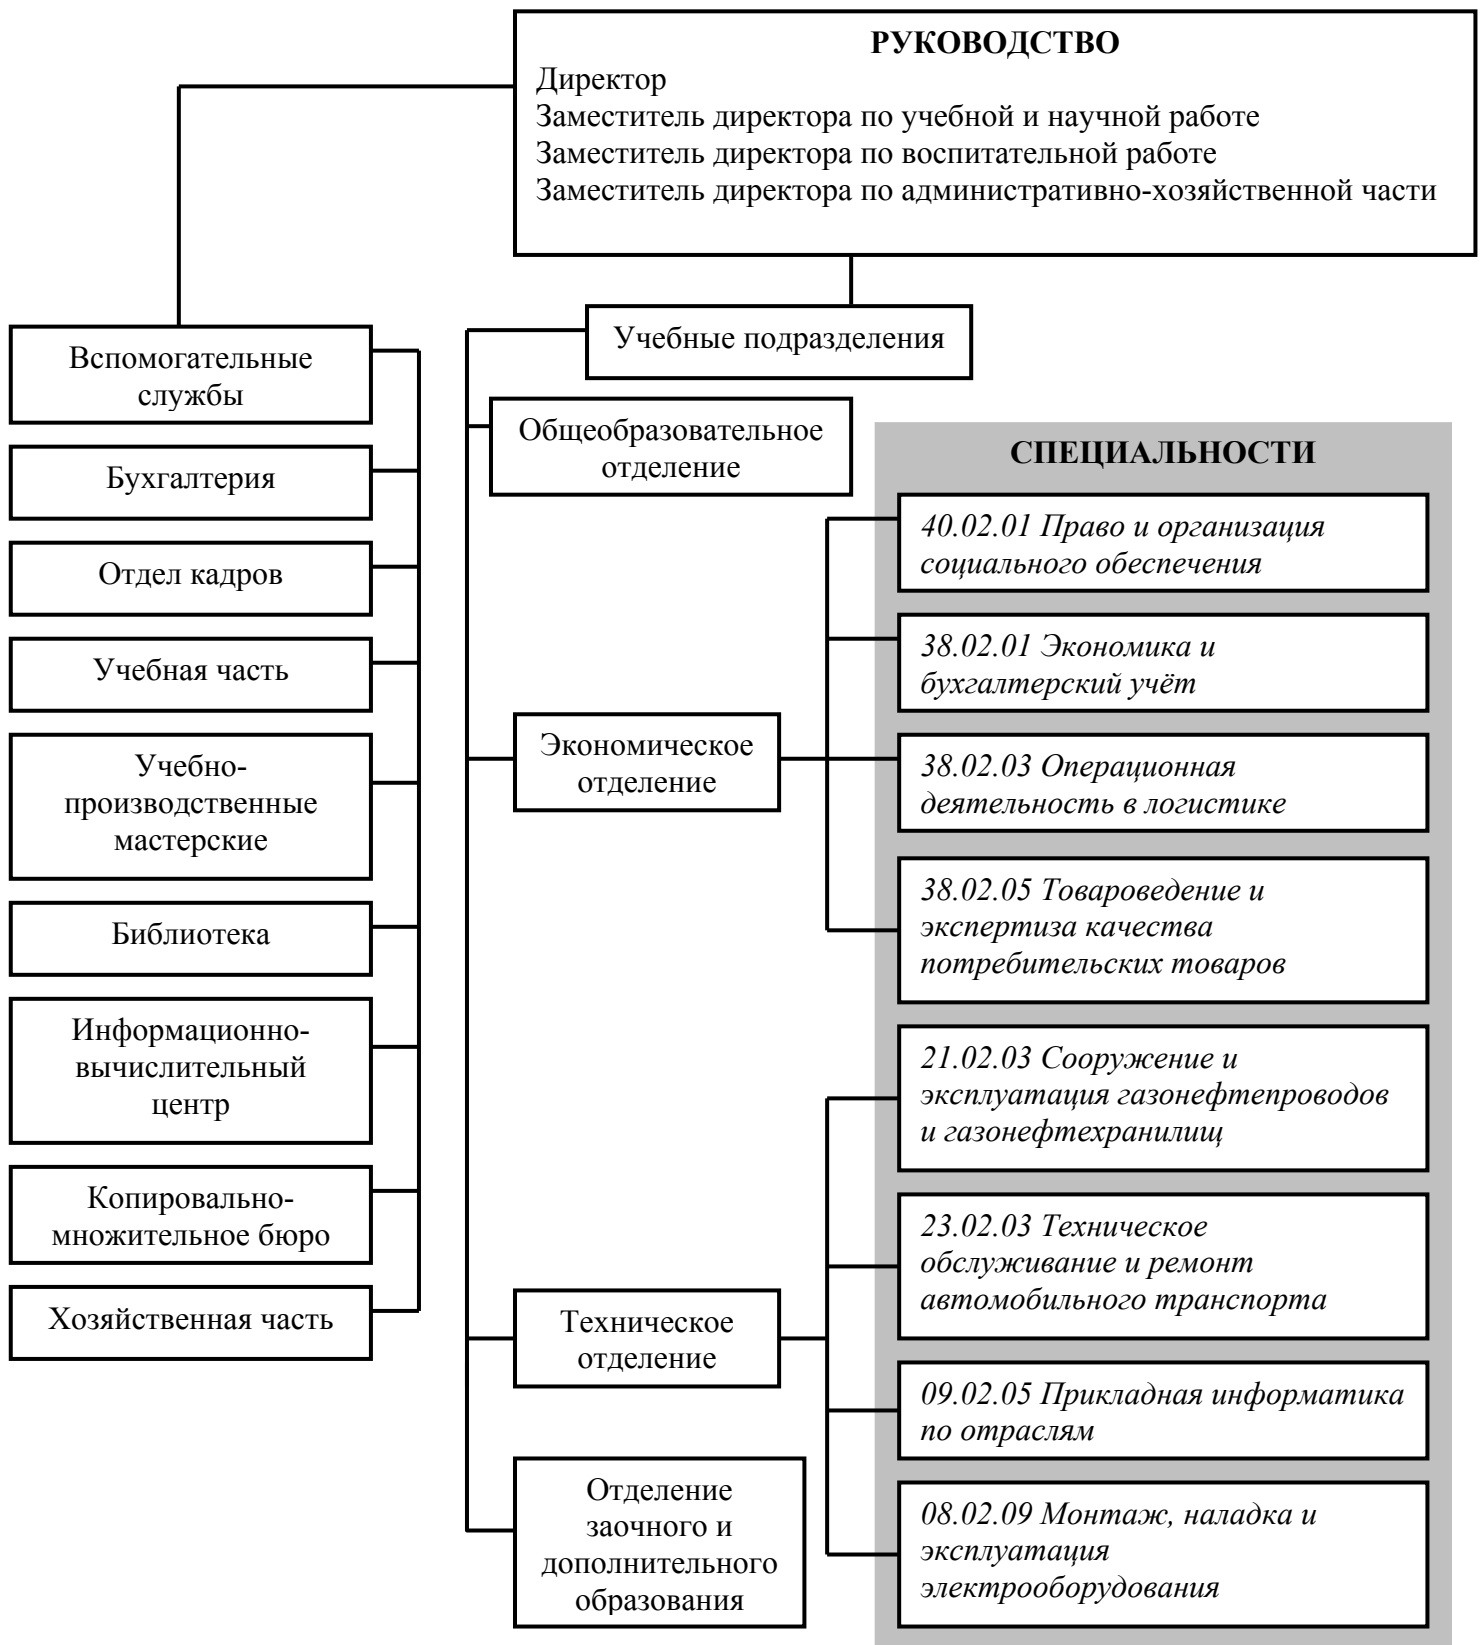 РУКОВОДСТВО
Директор
Заместитель директора по учебной и научной работе
Заместитель директора по воспитательной работе
Заместитель директора по административно-хозяйственной части
Учебные подразделения
Вспомогательные
службы
Бухгалтерия
Отдел кадров
Учебная часть
Учебно-
производственные
мастерские
Библиотека
Информационно-
вычислительный
центр
Копировально-
множительное бюро
Хозяйственная часть
Общеобразовательное
отделение
Экономическое
отделение
Техническое
отделение
Отделение
заочного и
дополнительного
образования
СПЕЦИАЛЬНОСТИ
40.02.01 Право и организация
социального обеспечения
38.02.01 Экономика и
бухгалтерский учёт
38.02.03 Операционная
деятельность в логистике
38.02.05 Товароведение и
экспертиза качества
потребительских товаров
21.02.03 Сооружение и
эксплуатация газонефтепроводов
и газонефтехранилищ
23.02.03 Техническое
обслуживание и ремонт
автомобильного транспорта
09.02.05 Прикладная информатика
по отраслям
08.02.09 Монтаж, наладка и
эксплуатация
электрооборудования